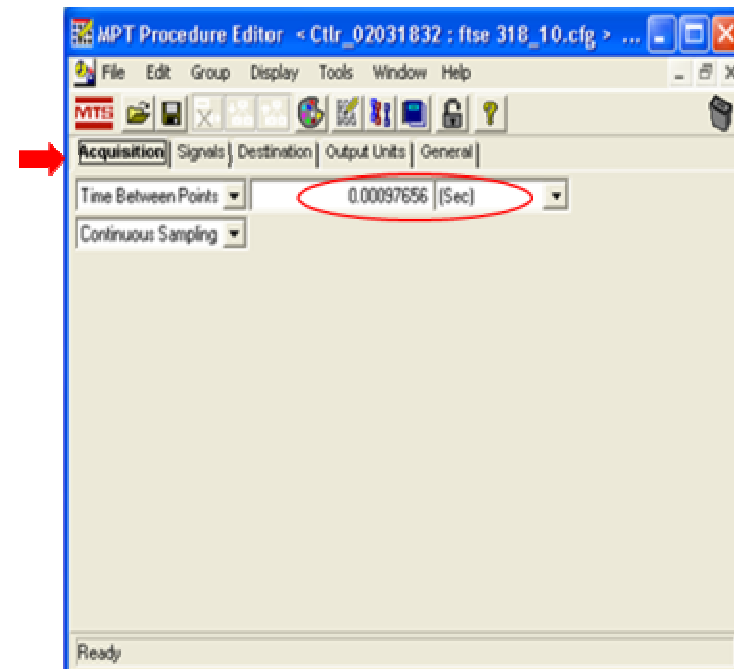 MPT Procedure Editor < Ctlr_02031832 : ftse 318_10.cfg > ...
File Edit Group Display Tools Window Help
MTS ?
Acquisition Signals Destination Output Units General
Time Between Points 0.00097656 (Sec)
Continuous Sampling
Ready